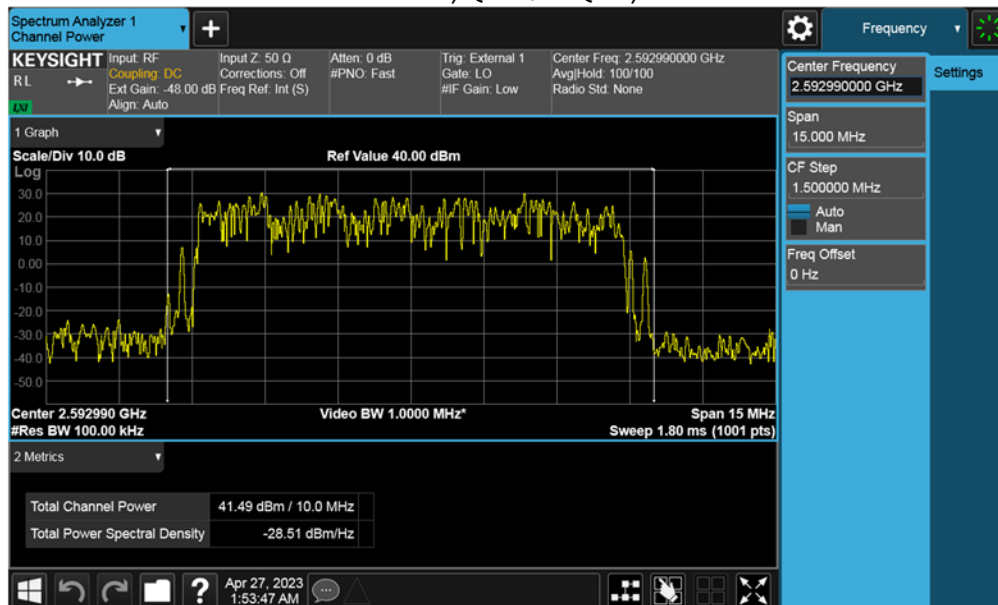 Spectrum Analyzer 1
Channel Power
+
Frequency
KEYSIGHT
RL
LXI
Input: RF
Coupling: DC
Ext Gain: -48.00 dB
Align: Auto
Input Z: 50 Ω
Corrections: Off
Freq Ref: Int (S)
Atten: 0 dB
#PNO: Fast
Trig: External 1
Gate: LO
#IF Gain: Low
Center Freq: 2.592990000 GHz
Avg|Hold: 100/100
Radio Std: None
Center Frequency
2.592990000 GHz
Settings
Span
15.000 MHz
CF Step
1.500000 MHz
Auto
Man
Freq Offset
0 Hz
1 Graph
Scale/Div 10.0 dB
Ref Value 40.00 dBm
Log
30.0
20.0
10.0
0.00
-10.0
-20.0
-30.0
-40.0
-50.0
Center 2.592990 GHz
Video BW 1.0000 MHz*
Span 15 MHz
#Res BW 100.00 kHz
Sweep 1.80 ms (1001 pts)
2 Metrics
Total Channel Power 41.49 dBm / 10.0 MHz
Total Power Spectral Density -28.51 dBm/Hz
?
Apr 27, 2023
1:53:47 AM